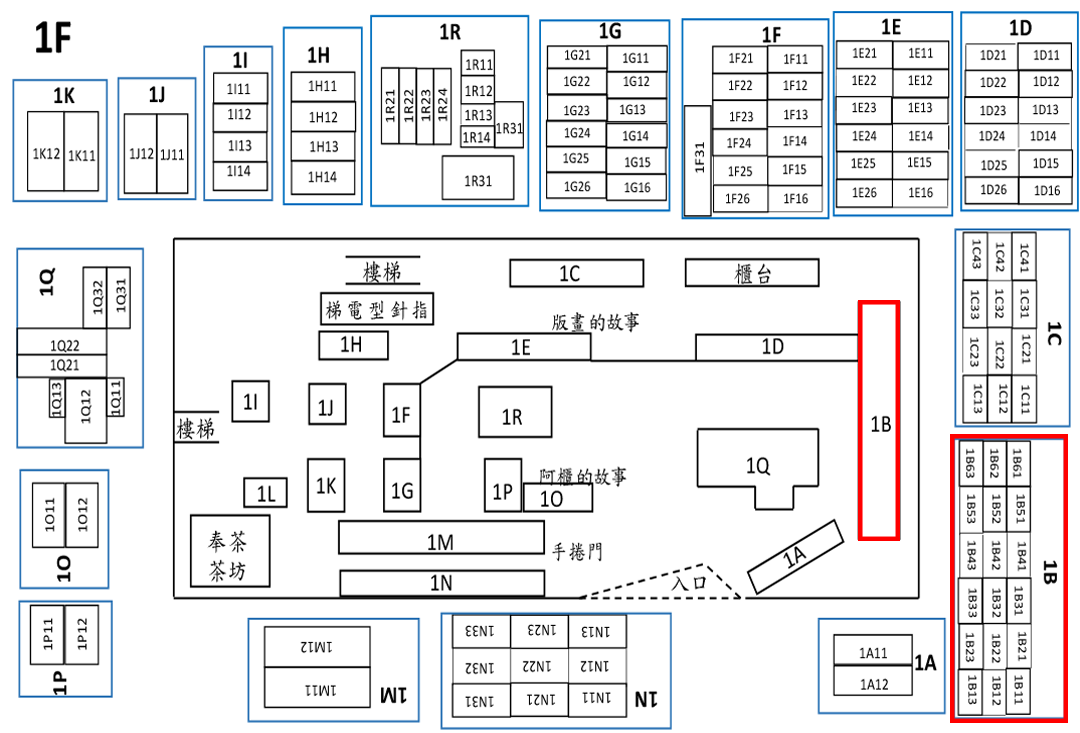 1F
1K
1K12 1K11
1J
1J12 1J11
1I
1I11
1I12
1I13
1I14
1H
1H11
1H12
1H13
1H14
1R
1R21 1R22 1R23 1R24
1R11
1R12
1R13
1R14
1R31
1R31
1G
1G21 1G11
1G22 1G12
1G23 1G13
1G24 1G14
1G25 1G15
1G26 1G16
1F
1F31
1F21 1F11
1F22 1F12
1F23 1F13
1F24 1F14
1F25 1F15
1F26 1F16
1E
1E21 1E11
1E22 1E12
1E23 1E13
1E24 1E14
1E25 1E15
1E26 1E16
1D
1D21 1D11
1D22 1D12
1D23 1D13
1D24 1D14
1D25 1D15
1D26 1D16
1Q
1Q32 1Q31
1Q22
1Q21
1Q13 1Q12 1Q11
1O
1O11 1O12
1P
1P11 1P12
樓梯
梯電型針指
1H
1C
櫃台
版畫的故事
1E
1D
1B
1I
1J
1F
1R
樓梯
1L
1K
1G
1P
阿櫃的故事
1O
1Q
奉茶
茶坊
1M
手捲門
1N
入口
1A
1C
1C43 1C42 1C41
1C33 1C32 1C31
1C23 1C22 1C21
1C13 1C12 1C11
1B
1B63 1B62 1B61
1B53 1B52 1B51
1B43 1B42 1B41
1B33 1B32 1B31
1B23 1B22 1B21
1B13 1B12 1B11
1M12
1M11
1M
1N33 1N23 1N13
1N32 1N22 1N12
1N31 1N21 1N11
1N
1A11
1A12
1A